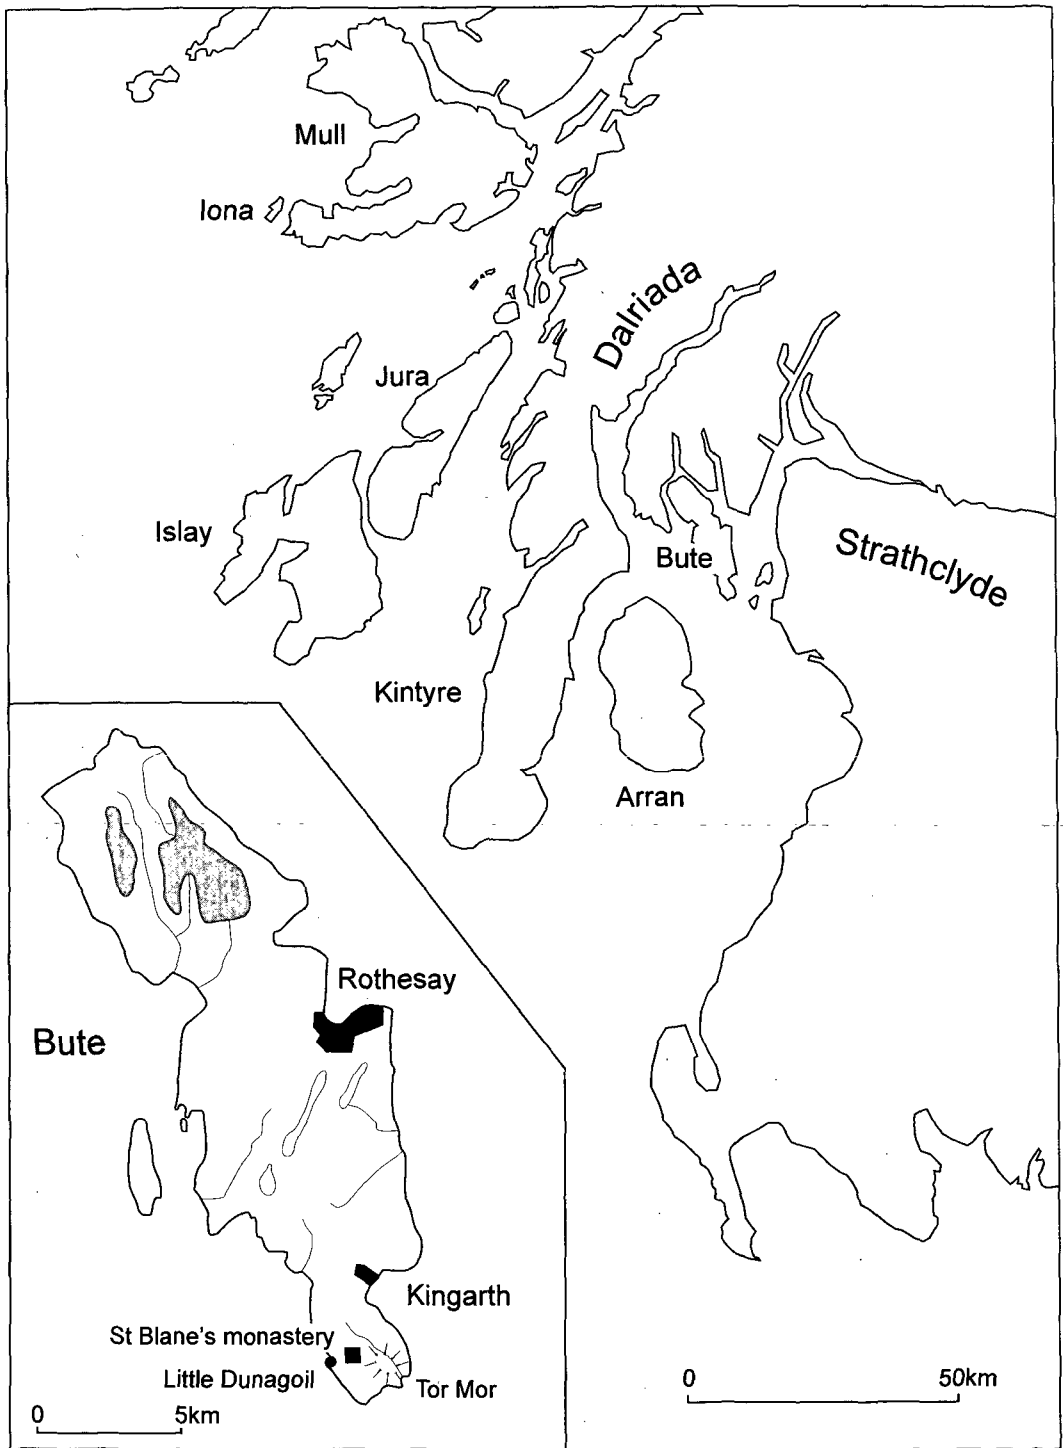 Mull
Iona
Dalriada
Jura
Islay
Bute
Strathclyde
Kintyre
Arran
Rothesay
Bute
Kingarth
St Blane's monastery
Little Dunagoil
Tor Mor
0 5km
0 50km